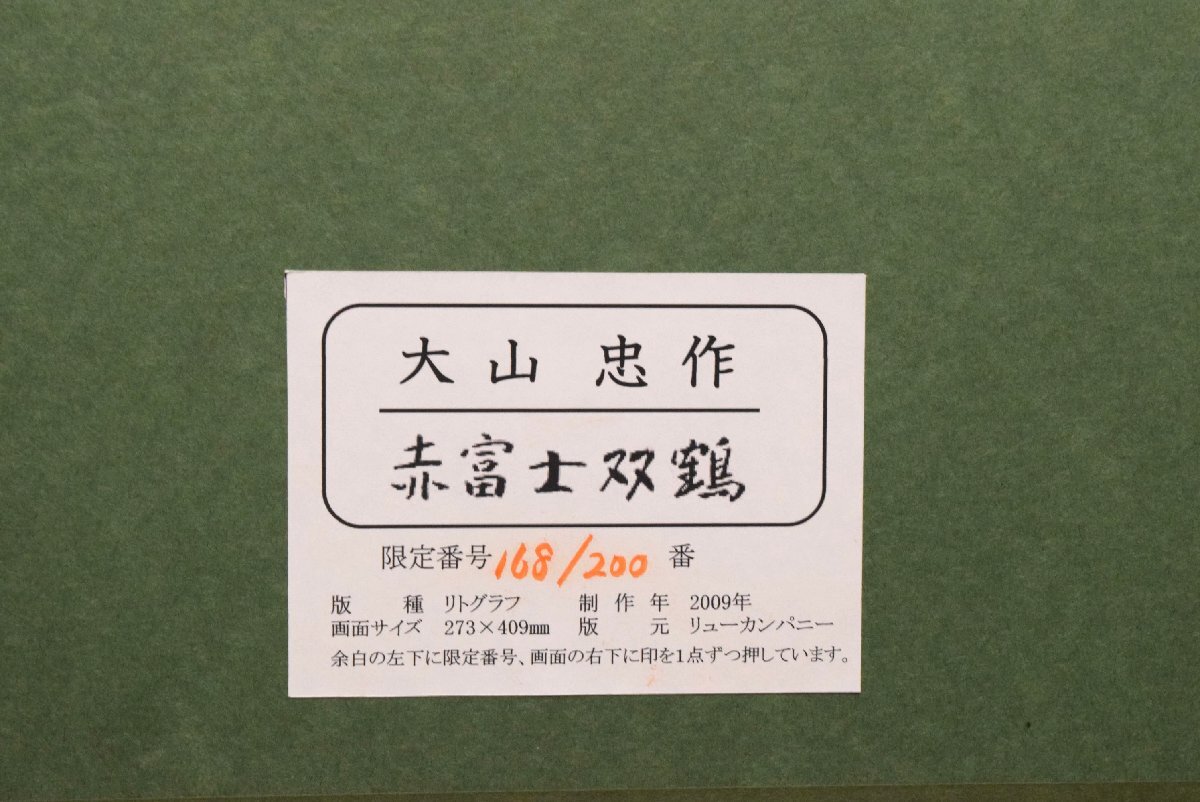 大山 忠作
赤富士双鶴
限定番号168/200 番
版種 リトグラフ 制作年 2009年
画面サイズ 273×409㎜ 版元 リューカンパニー
余白の左下に限定番号、画面の右下に印を1点ずつ押しています。